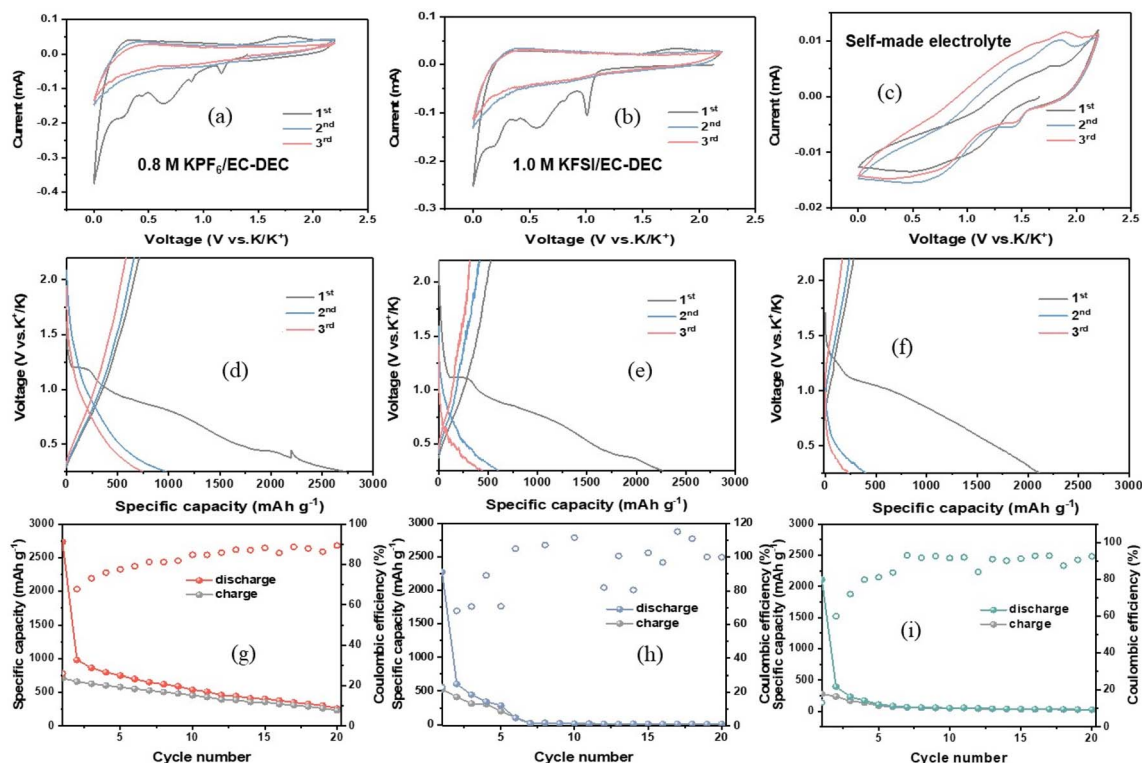 0.1
0.0
-0.1
-0.2
-0.3
-0.4
Current (mA)
(a)
1st
2nd
3rd
0.8 M KPF6/EC-DEC
0.0 0.5 1.0 1.5 2.0 2.5
Voltage (V vs.K/K+)
0.1
0.0
-0.1
-0.2
-0.3
Current (mA)
(b)
1st
2nd
3rd
1.0 M KFSI/EC-DEC
0.0 0.5 1.0 1.5 2.0 2.5
Voltage (V vs.K/K+)
0.01
0.00
-0.01
-0.02
Current (mA)
Self-made electrolyte
(c)
1st
2nd
3rd
0.0 0.5 1.0 1.5 2.0 2.5
Voltage (V vs.K/K+)
2.0
1.5
1.0
0.5
Voltage (V vs.K+/K)
1st
2nd
3rd
(d)
0 500 1000 1500 2000 2500 3000
Specific capacity (mAh g-1)
2.0
1.5
1.0
0.5
Voltage (V vs.K+/K)
1st
2nd
3rd
(e)
0 500 1000 1500 2000 2500 3000
Specific capacity (mAh g-1)
2.0
1.5
1.0
0.5
Voltage (V vs.K+/K)
1st
2nd
3rd
(f)
0 500 1000 1500 2000 2500 3000
Specific capacity (mAh g-1)
3000
2500
2000
1500
1000
500
0
Specific capacity (mAh g-1)
discharge
charge
(g)
100
90
80
70
60
50
40
30
20
10
0
Coulombic efficiency (%)
5 10 15 20
Cycle number
3000
2500
2000
1500
1000
500
0
Specific capacity (mAh g-1)
discharge
charge
(h)
120
100
80
60
40
20
0
Coulombic efficiency (%)
5 10 15 20
Cycle number
3000
2500
2000
1500
1000
500
0
Specific capacity (mAh g-1)
discharge
charge
(i)
100
80
60
40
20
0
Coulombic efficiency (%)
5 10 15 20
Cycle number